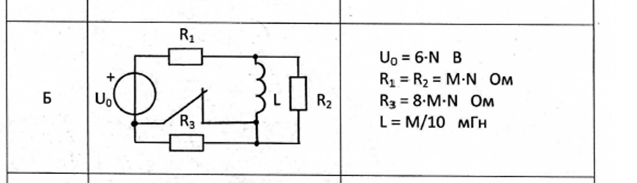 Б
R₁
+
U₀
R₃
L
R₂
U₀ = 6·N В
R₁ = R₂ = M·N Ом
R₃ = 8·M·N Ом
L = M/10 мГн